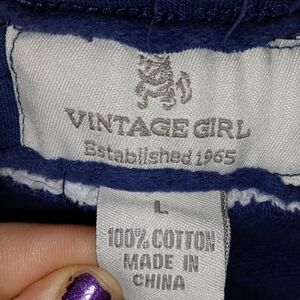 VINTAGE GIRL
Established 1965
L
100% COTTON
MADE IN
CHINA